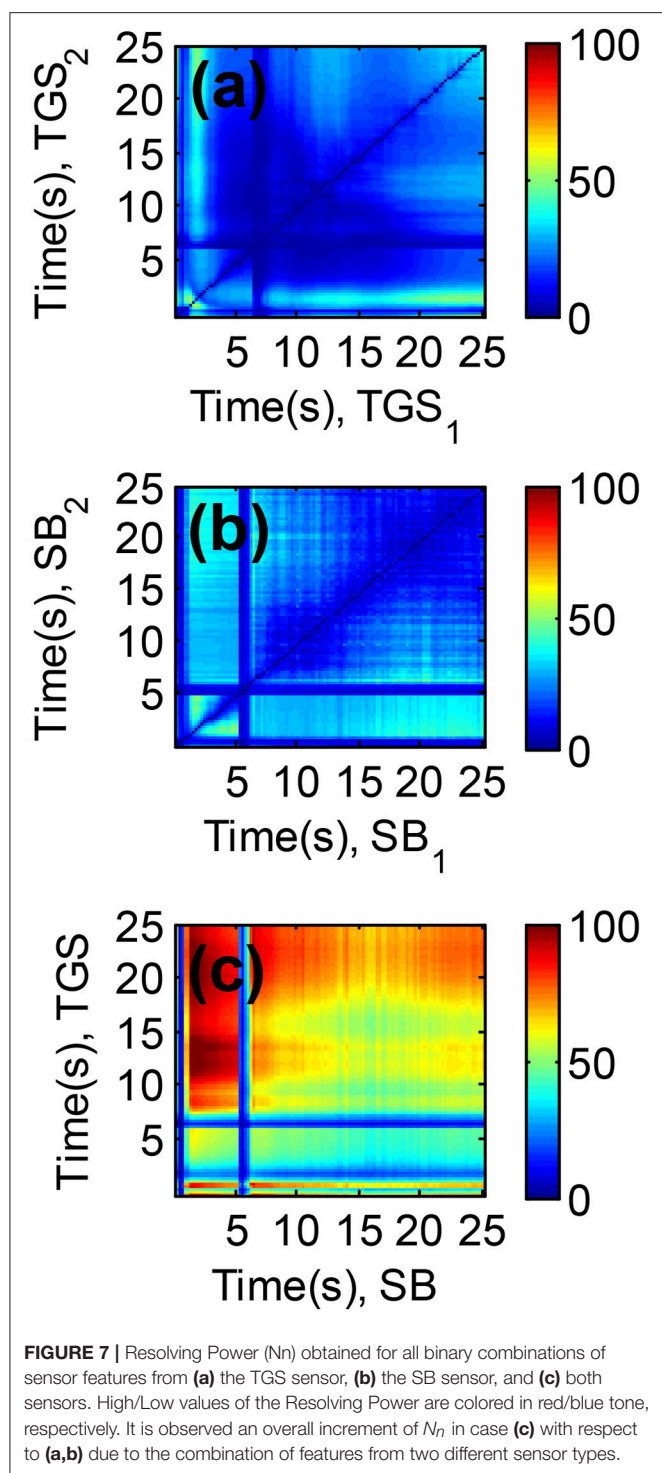 (a)
Time(s), TGS₂
25
20
15
10
5
5 10 15 20 25
Time(s), TGS₁
100
50
0
(b)
Time(s), SB₂
25
20
15
10
5
5 10 15 20 25
Time(s), SB₁
100
50
0
(c)
Time(s), TGS
25
20
15
10
5
5 10 15 20 25
Time(s), SB
100
50
0
FIGURE 7 | Resolving Power (Nn) obtained for all binary combinations of
sensor features from (a) the TGS sensor, (b) the SB sensor, and (c) both
sensors. High/Low values of the Resolving Power are colored in red/blue tone,
respectively. It is observed an overall increment of Nₙ in case (c) with respect
to (a,b) due to the combination of features from two different sensor types.